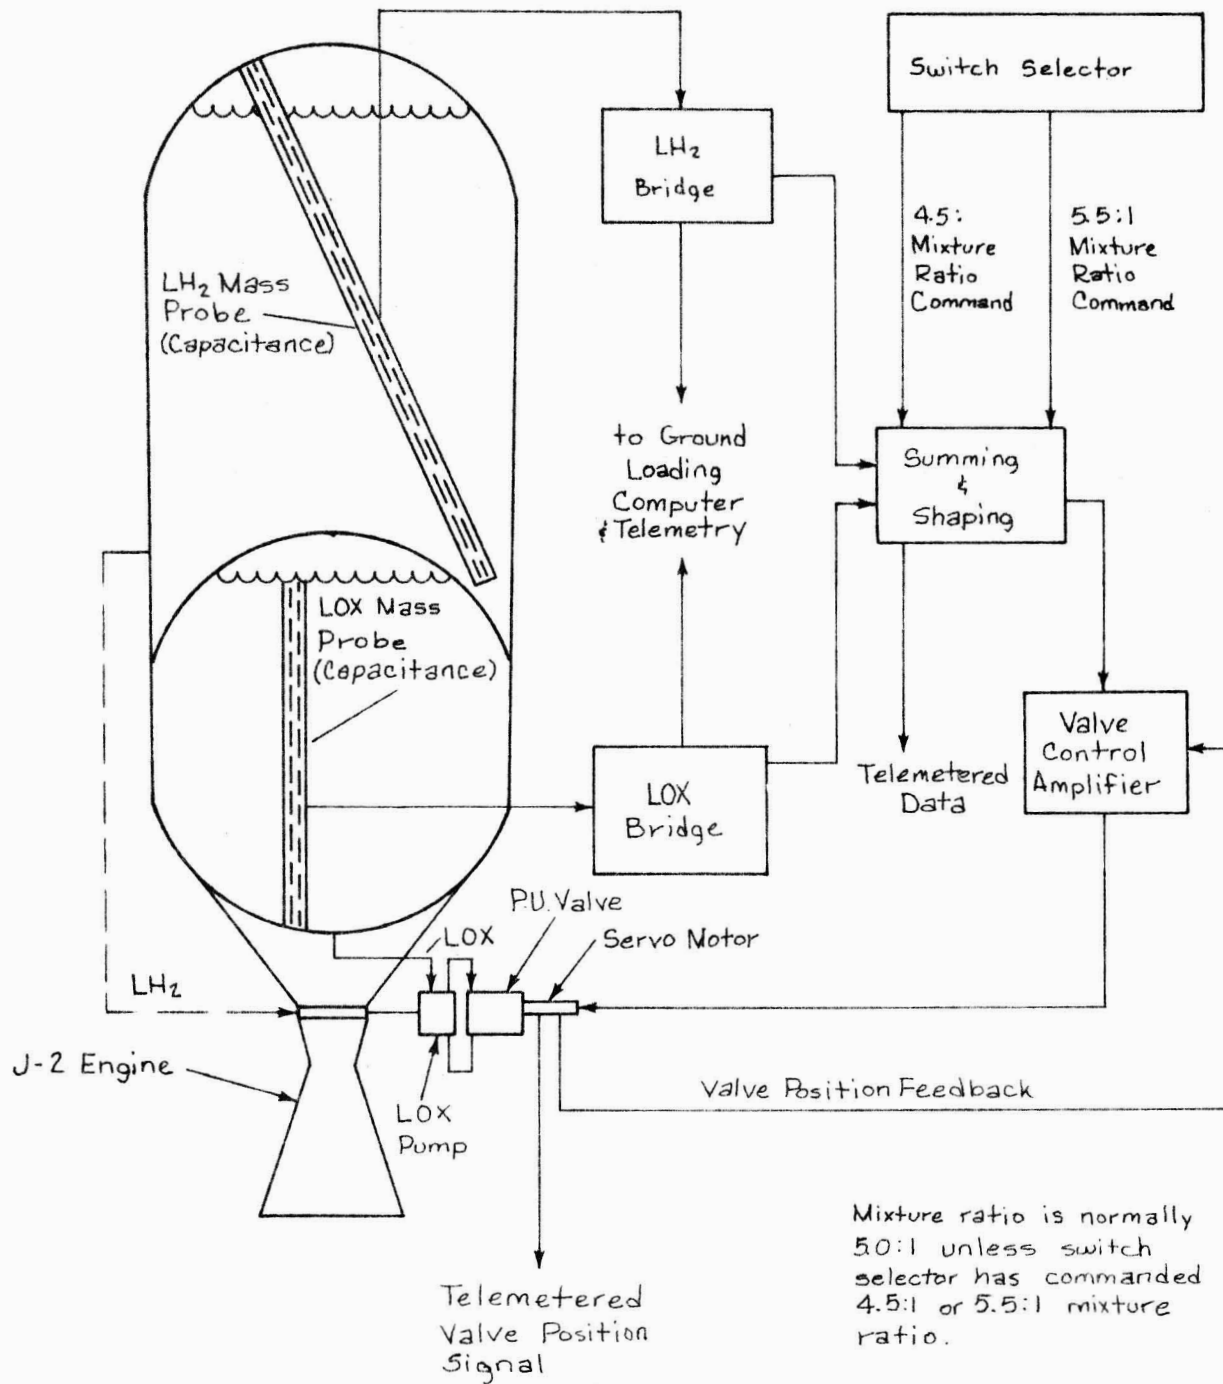 Switch Selector
LH₂
Bridge
4.5:
Mixture
Ratio
Command
5.5:1
Mixture
Ratio
Command
LH₂ Mass
Probe
(Capacitance)
to Ground
Loading
Computer
& Telemetry
Summing
&
Shaping
LOX Mass
Probe
(Capacitance)
Valve
Control
Amplifier
Telemetered
Data
LOX
Bridge
P.U. Valve
LOX
Servo Motor
LH₂
J-2 Engine
LOX
Pump
Valve Position Feedback
Telemetered
Valve Position
Signal
Mixture ratio is normally
5.0:1 unless switch
selector has commanded
4.5:1 or 5.5:1 mixture
ratio.